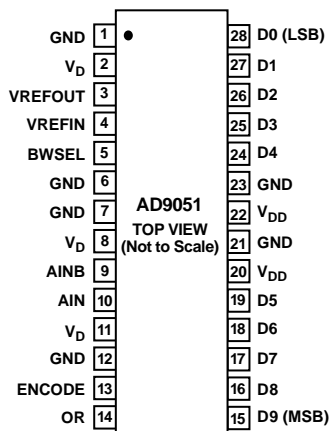 GND 1 28 D0 (LSB)
VD 2 27 D1
VREFOUT 3 26 D2
VREFIN 4 25 D3
BWSEL 5 24 D4
GND 6 23 GND
GND 7 AD9051 22 VDD
TOP VIEW
VD 8 (Not to Scale) 21 GND
AINB 9 20 VDD
AIN 10 19 D5
VD 11 18 D6
GND 12 17 D7
ENCODE 13 16 D8
OR 14 15 D9 (MSB)